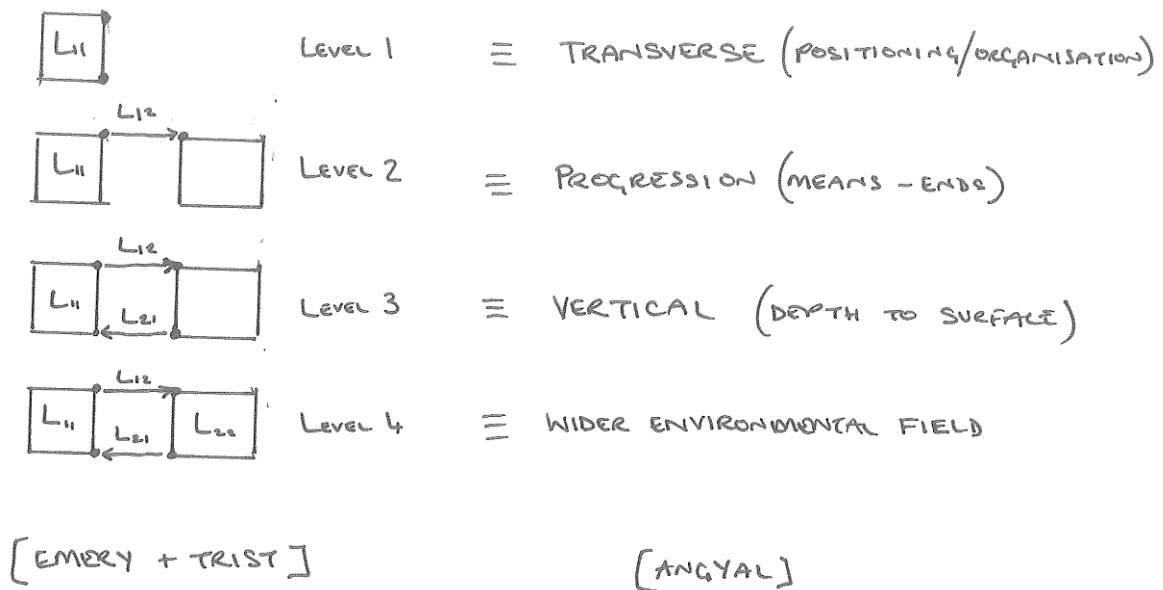 L11 LEVEL 1 ≡ TRANSVERSE (POSITIONING/ORGANISATION)
L12
L11 LEVEL 2 ≡ PROGRESSION (MEANS - ENDS)
L12
L11 L21 LEVEL 3 ≡ VERTICAL (DEPTH TO SURFACE)
L12
L11 L21 L22 LEVEL 4 ≡ WIDER ENVIRONMENTAL FIELD
[EMERY + TRIST] [ANGYAL]